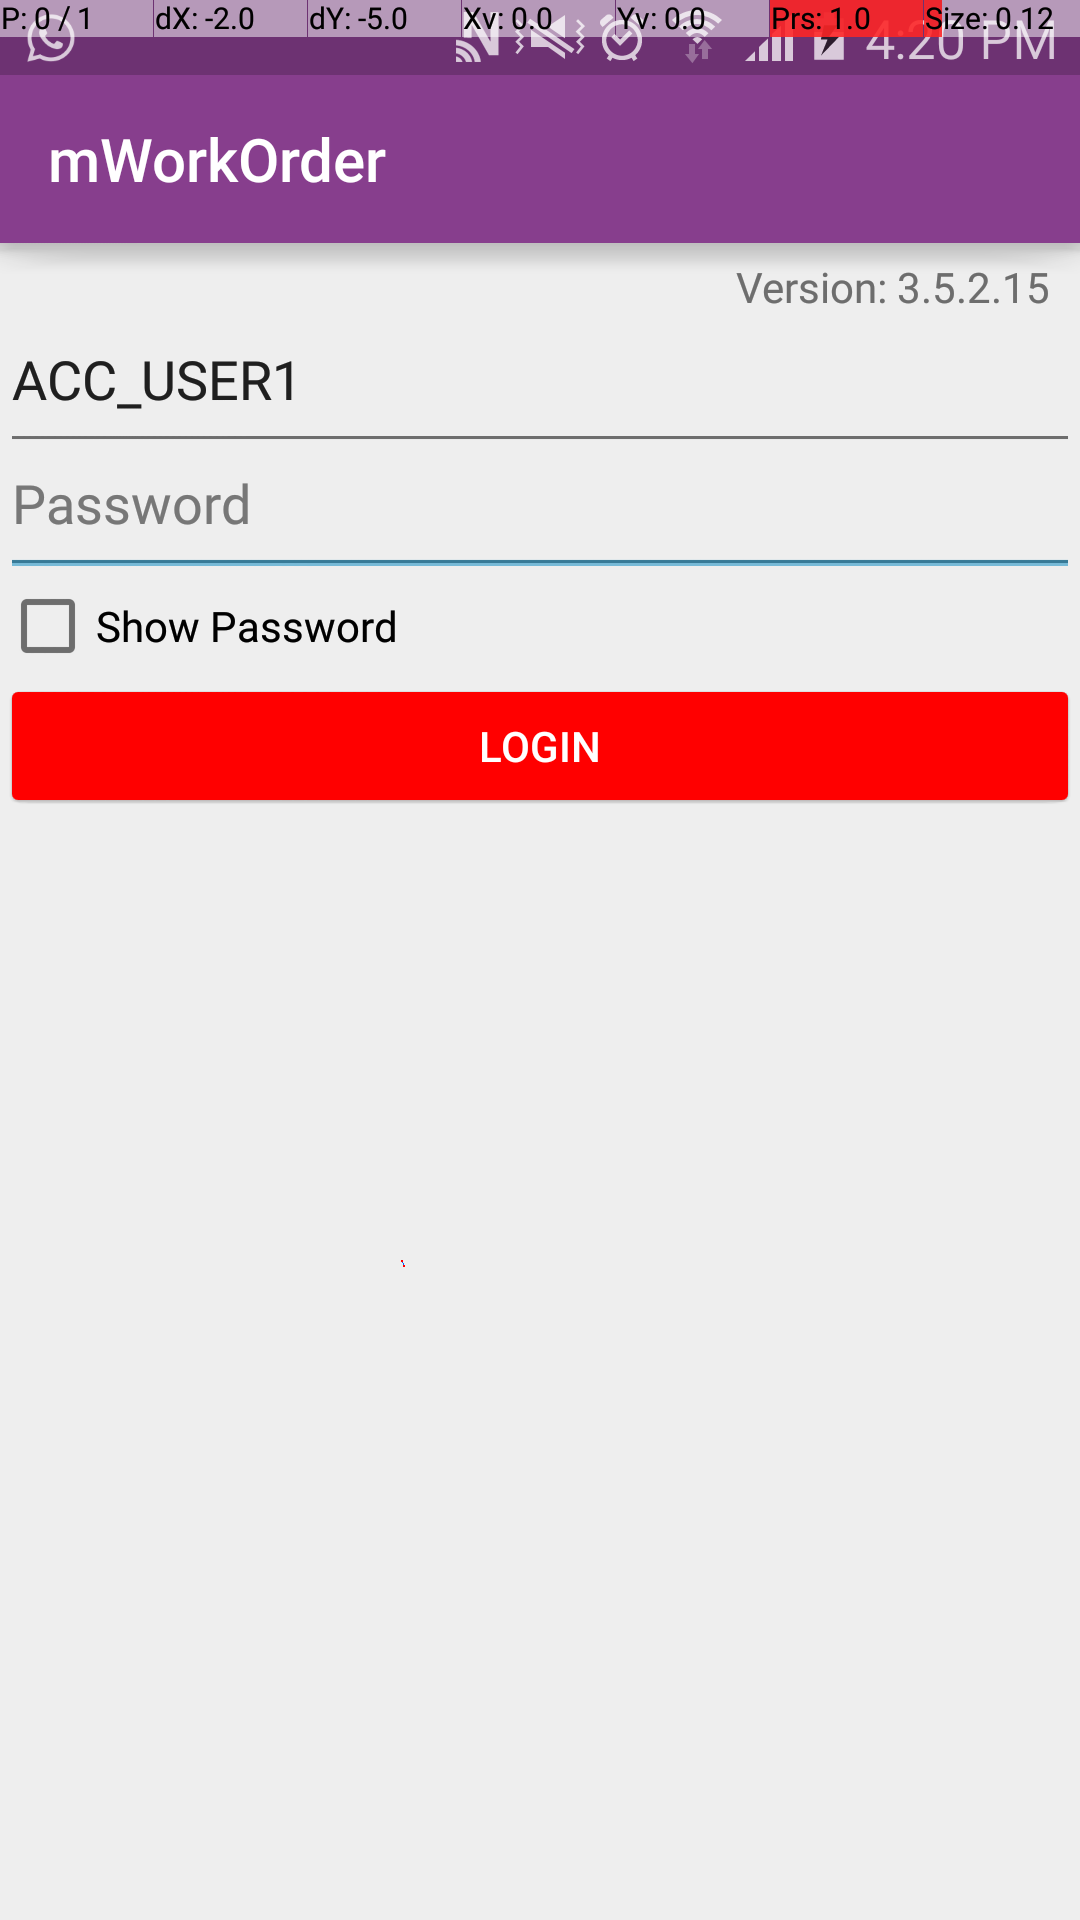 P: 0 / 1 dX: -2.0 dY: -5.0 Xv: 0.0 Yv: 0.0 Prs: 1.0 Size: 0.12
4:20 PM
mWorkOrder
Version: 3.5.2.15
ACC_USER1
Password
Show Password
LOGIN